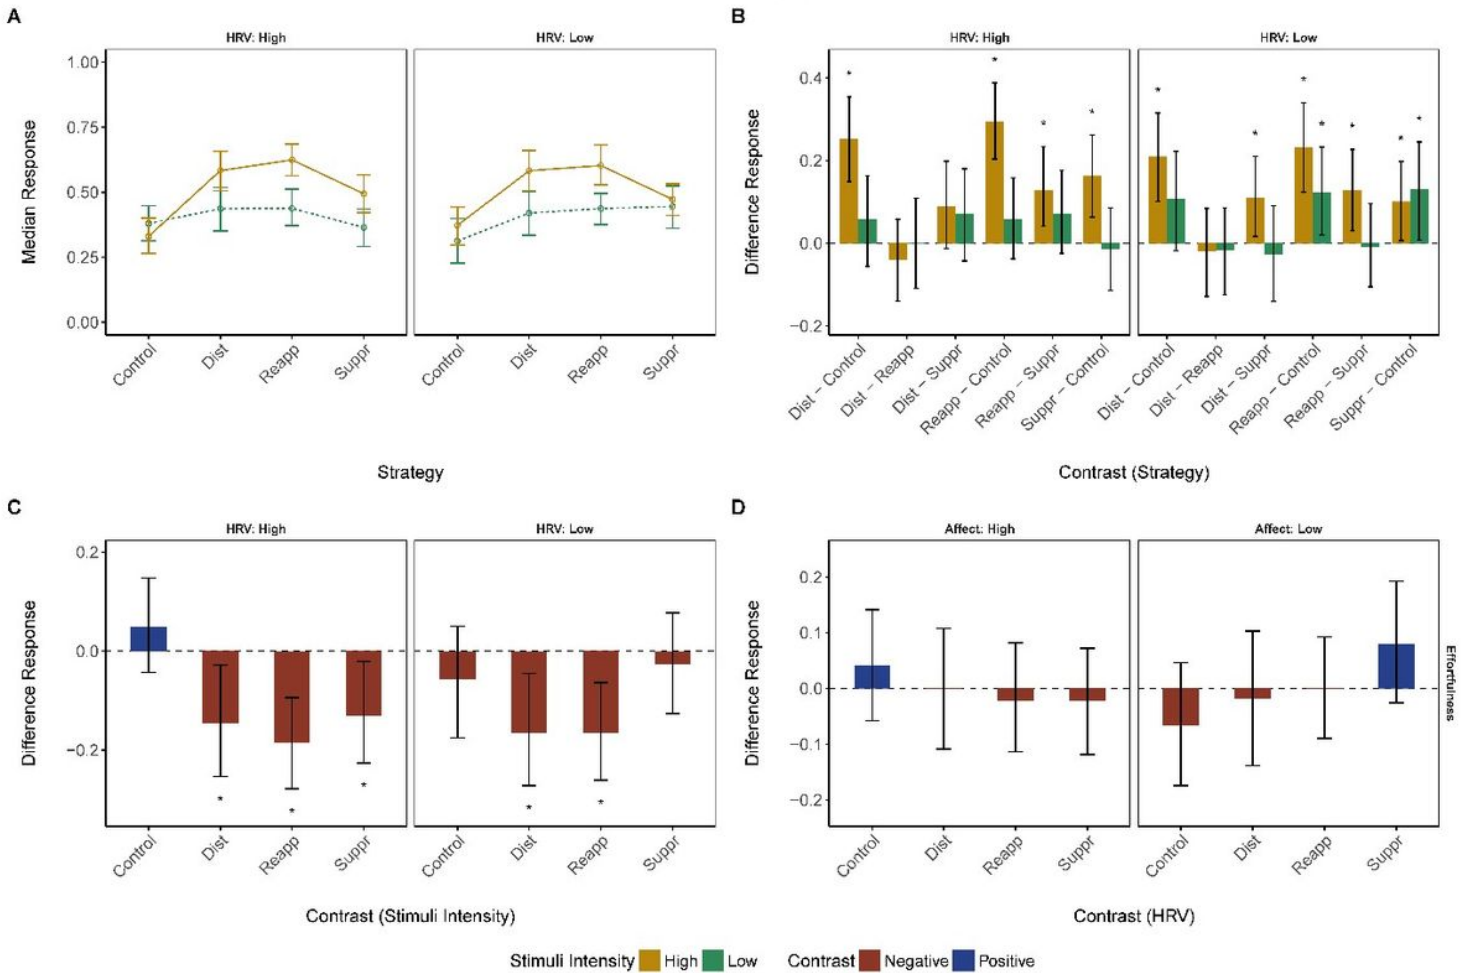 A
HRV: High
HRV: Low
Median Response
1.00
0.75
0.50
0.25
0.00
Control
Dist
Reapp
Suppr
Control
Dist
Reapp
Suppr
Strategy
B
HRV: High
HRV: Low
Difference Response
0.4
0.2
0.0
−0.2
* * * *
* * * * * * *
Dist − Control
Dist − Reapp
Dist − Suppr
Reapp − Control
Reapp − Suppr
Suppr − Control
Dist − Control
Dist − Reapp
Dist − Suppr
Reapp − Control
Reapp − Suppr
Suppr − Control
Contrast (Strategy)
C
HRV: High
HRV: Low
Difference Response
0.2
0.0
−0.2
* * *
* *
Control
Dist
Reapp
Suppr
Control
Dist
Reapp
Suppr
Contrast (Stimuli Intensity)
D
Affect: High
Affect: Low
Difference Response
0.2
0.1
0.0
−0.1
−0.2
Effortfulness
Control
Dist
Reapp
Suppr
Control
Dist
Reapp
Suppr
Contrast (HRV)
Stimuli Intensity High Low Contrast Negative Positive